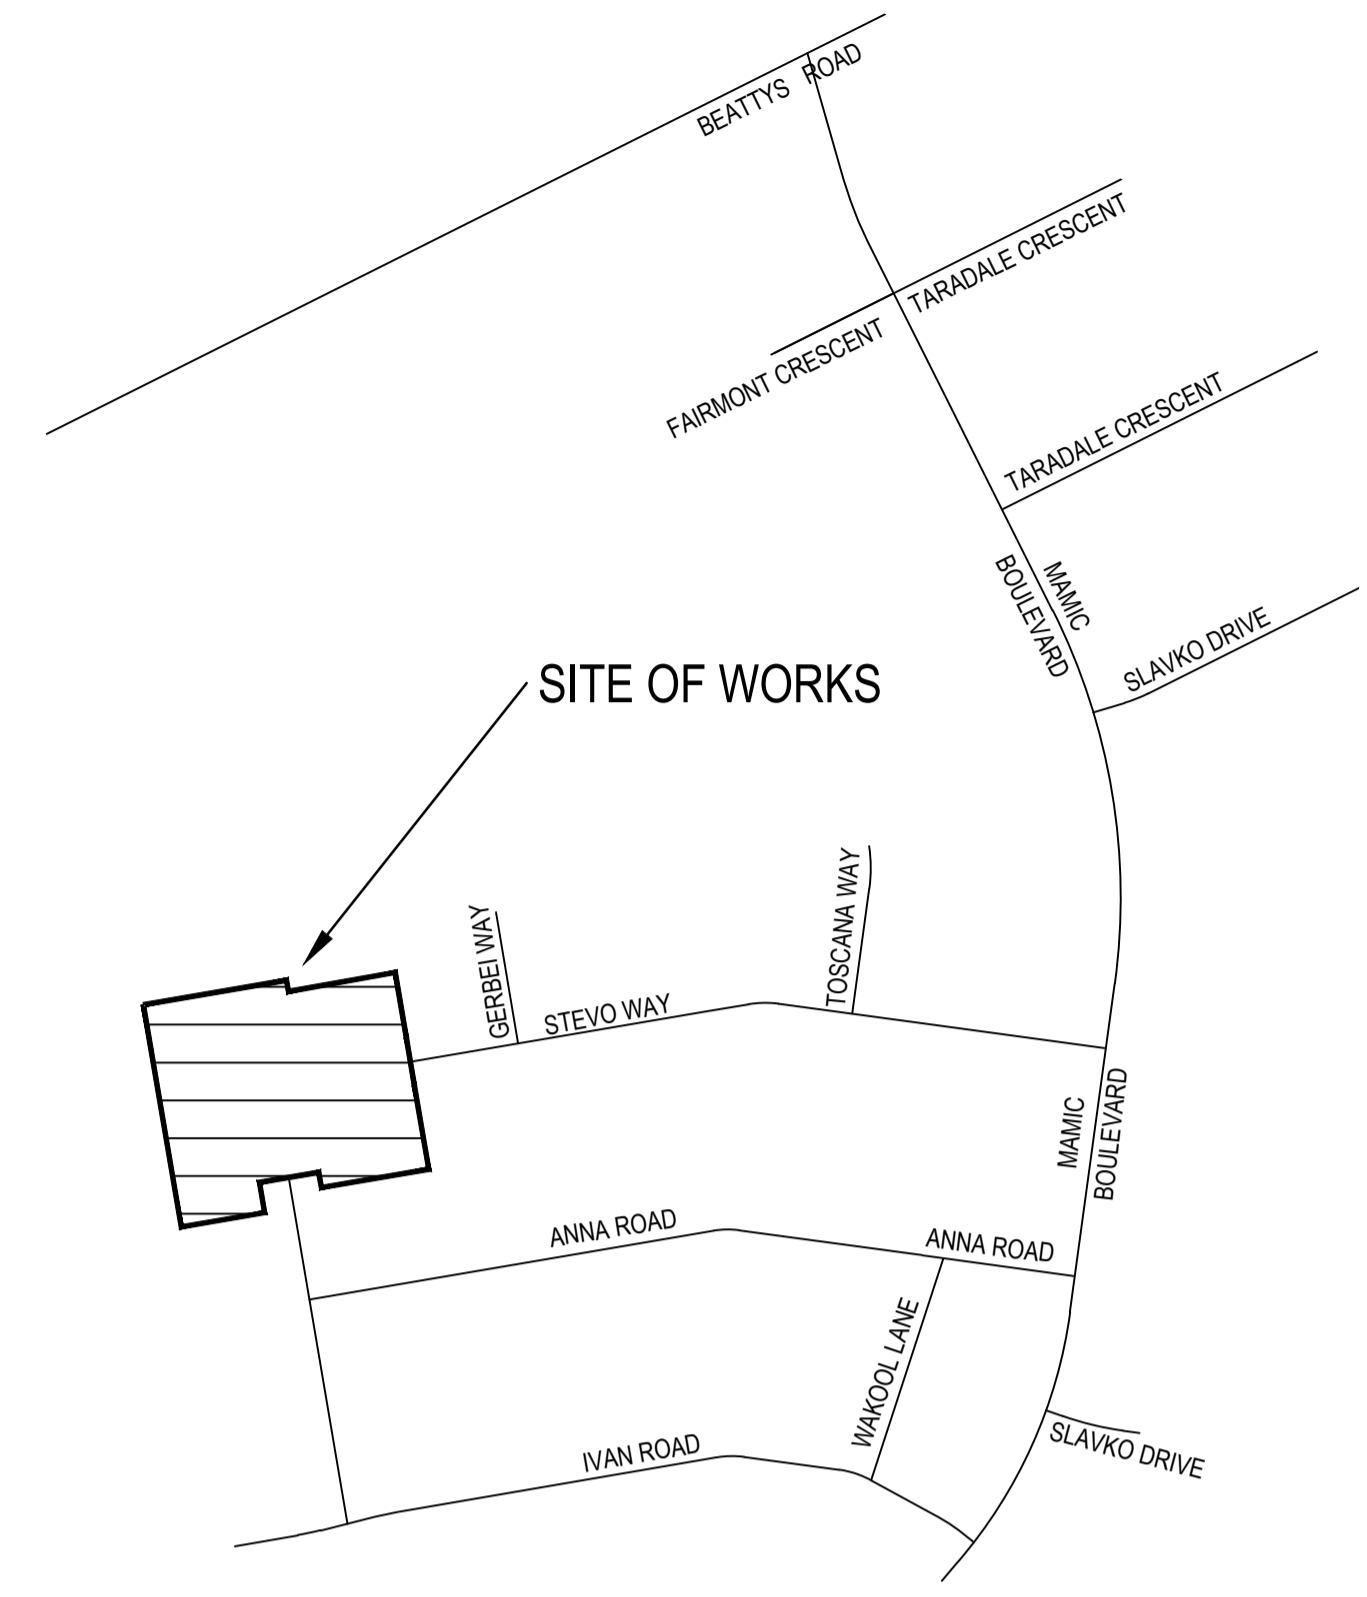 BEATTYS ROAD
TARADALE CRESCENT
FAIRMONT CRESCENT
TARADALE CRESCENT
MAMIC
BOULEVARD
SLAVKO DRIVE
SITE OF WORKS
GERBEI WAY
STEVO WAY
TOSCANA WAY
MAMIC
BOULEVARD
ANNA ROAD
ANNA ROAD
WAKOOL LANE
IVAN ROAD
SLAVKO DRIVE